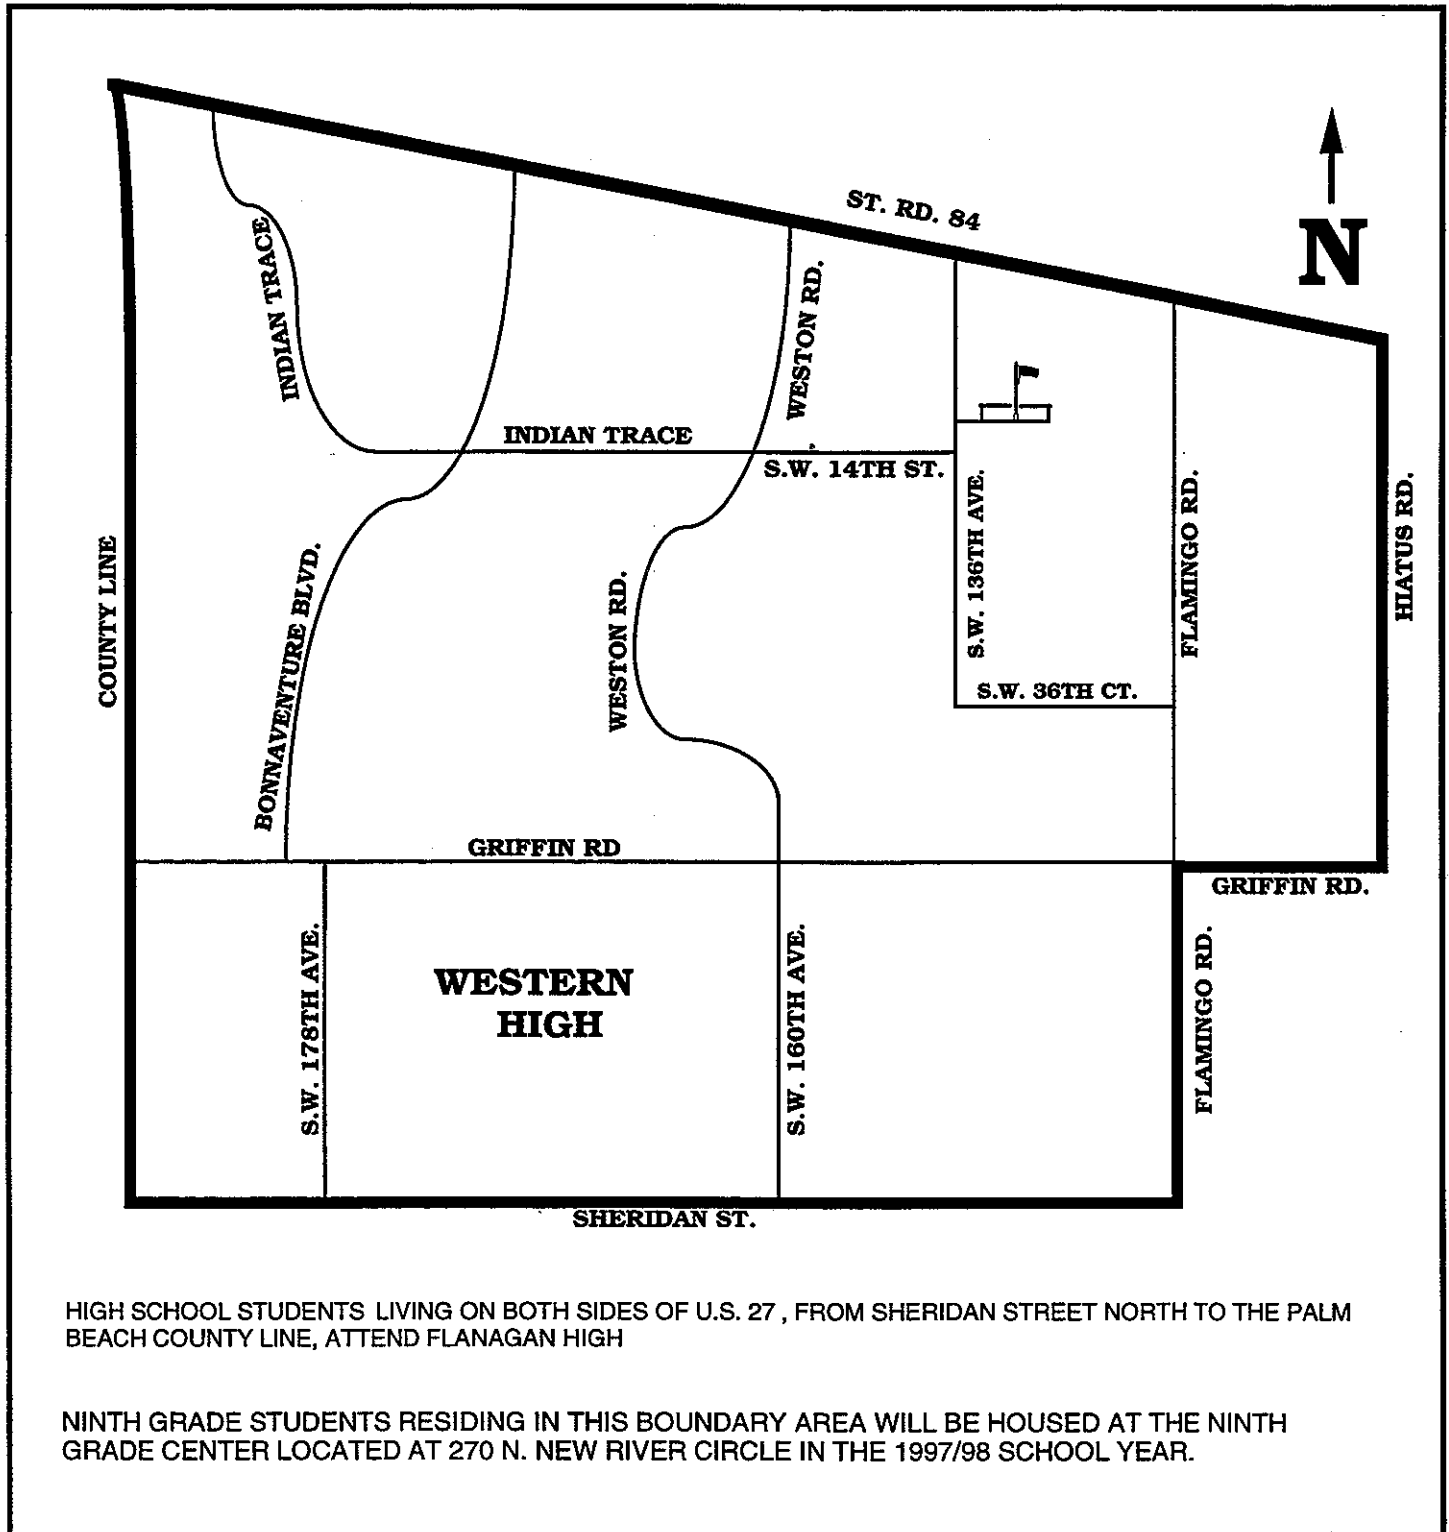 ST. RD. 84
N
INDIAN TRACE
WESTON RD.
INDIAN TRACE
S.W. 14TH ST.
S.W. 136TH AVE.
FLAMINGO RD.
HIATUS RD.
COUNTY LINE
BONNAVENTURE BLVD.
WESTON RD.
S.W. 36TH CT.
GRIFFIN RD
GRIFFIN RD.
S.W. 178TH AVE.
WESTERN
HIGH
S.W. 160TH AVE.
FLAMINGO RD.
SHERIDAN ST.
HIGH SCHOOL STUDENTS LIVING ON BOTH SIDES OF U.S. 27 , FROM SHERIDAN STREET NORTH TO THE PALM
BEACH COUNTY LINE, ATTEND FLANAGAN HIGH
NINTH GRADE STUDENTS RESIDING IN THIS BOUNDARY AREA WILL BE HOUSED AT THE NINTH
GRADE CENTER LOCATED AT 270 N. NEW RIVER CIRCLE IN THE 1997/98 SCHOOL YEAR.